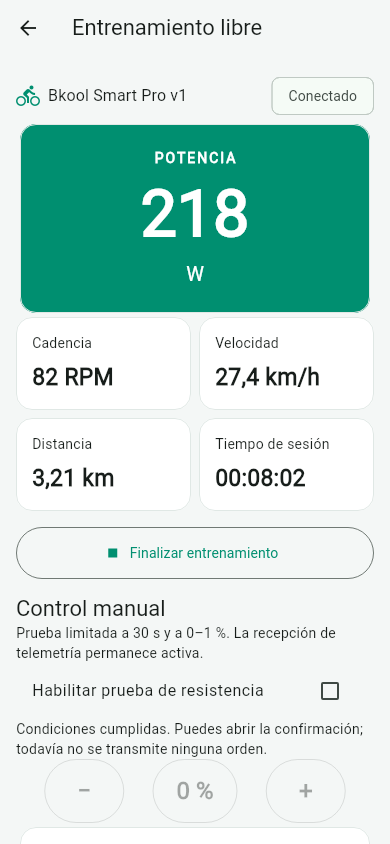 Entrenamiento libre
Bkool Smart Pro v1
Conectado
POTENCIA
218
W
Cadencia
82 RPM
Velocidad
27,4 km/h
Distancia
3,21 km
Tiempo de sesión
00:08:02
Finalizar entrenamiento
Control manual
Prueba limitada a 30 s y a 0–1 %. La recepción de
telemetría permanece activa.
Habilitar prueba de resistencia
Condiciones cumplidas. Puedes abrir la confirmación;
todavía no se transmite ninguna orden.
− 0 % +